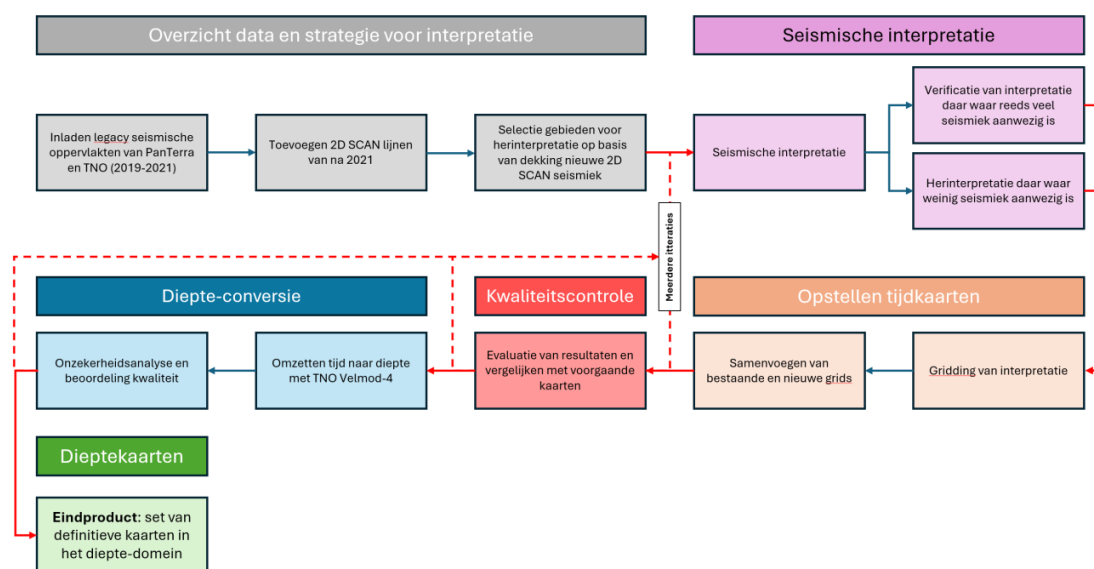 Overzicht data en strategie voor interpretatie
Seismische interpretatie
Inladen legacy seismische
oppervlakten van PanTerra
en TNO (2019-2021)
Toevoegen 2D SCAN lijnen
van na 2021
Selectie gebieden voor
herinterpretatie op basis
van dekking nieuwe 2D
SCAN seismiek
Seismische interpretatie
Verificatie van interpretatie
daar waar reeds veel
seismiek aanwezig is
Herinterpretatie daar waar
weinig seismiek aanwezig is
Meerdere itteraties
Diepte-conversie
Kwaliteitscontrole
Opstellen tijdkaarten
Onzekerheidsanalyse en
beoordeling kwaliteit
Omzetten tijd naar diepte
met TNO Velmod-4
Evaluatie van resultaten en
vergelijken met voorgaande
kaarten
Samenvoegen van
bestaande en nieuwe grids
Gridding van interpretatie
Dieptekaarten
Eindproduct: set van
definitieve kaarten in
het diepte-domein